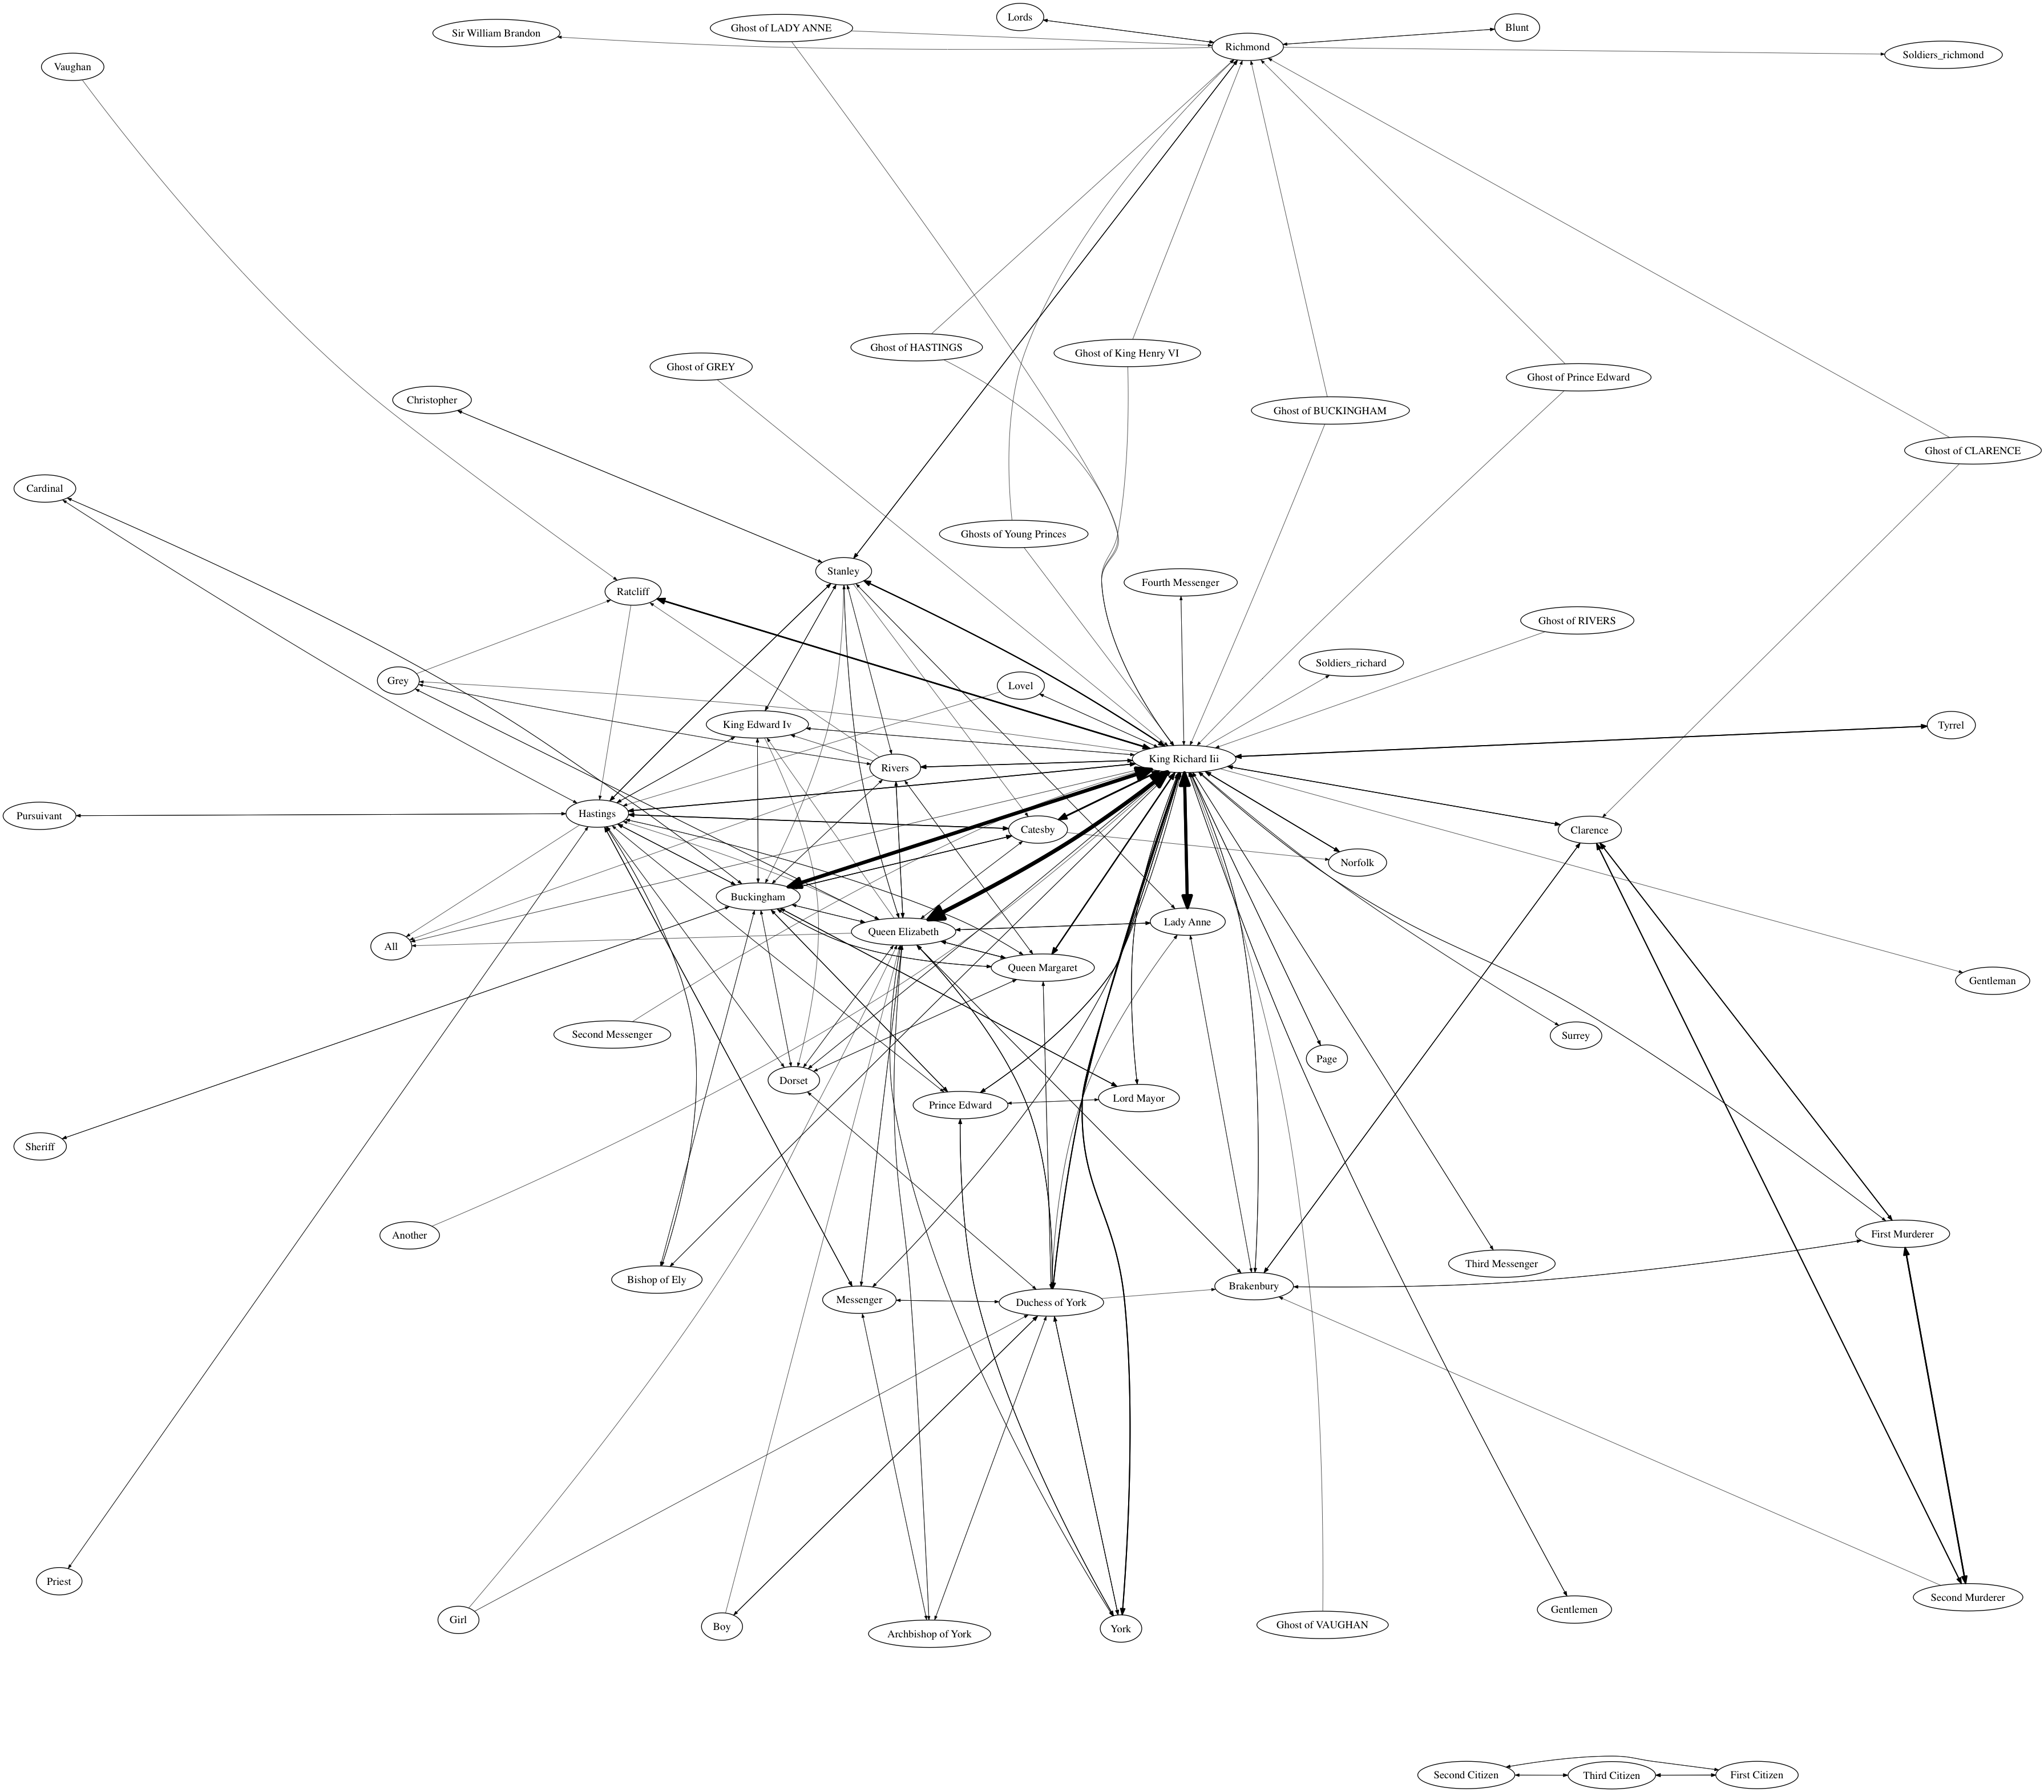 Lords
Blunt
Ghost of LADY ANNE
Sir William Brandon
Richmond
Soldiers_richmond
Vaughan
Ghost of HASTINGS
Ghost of King Henry VI
Ghost of GREY
Ghost of Prince Edward
Christopher
Ghost of BUCKINGHAM
Ghost of CLARENCE
Cardinal
Ghosts of Young Princes
Stanley
Fourth Messenger
Ratcliff
Ghost of RIVERS
Soldiers_richard
Grey
Lovel
King Edward Iv
Tyrrel
King Richard Iii
Rivers
Hastings
Pursuivant
Catesby
Clarence
Norfolk
Buckingham
Lady Anne
Queen Elizabeth
All
Queen Margaret
Gentleman
Second Messenger
Surrey
Page
Dorset
Lord Mayor
Prince Edward
Sheriff
First Murderer
Another
Third Messenger
Bishop of Ely
Brakenbury
Messenger
Duchess of York
Priest
Second Murderer
Gentlemen
Girl
Ghost of VAUGHAN
Boy
York
Archbishop of York
Second Citizen
Third Citizen
First Citizen